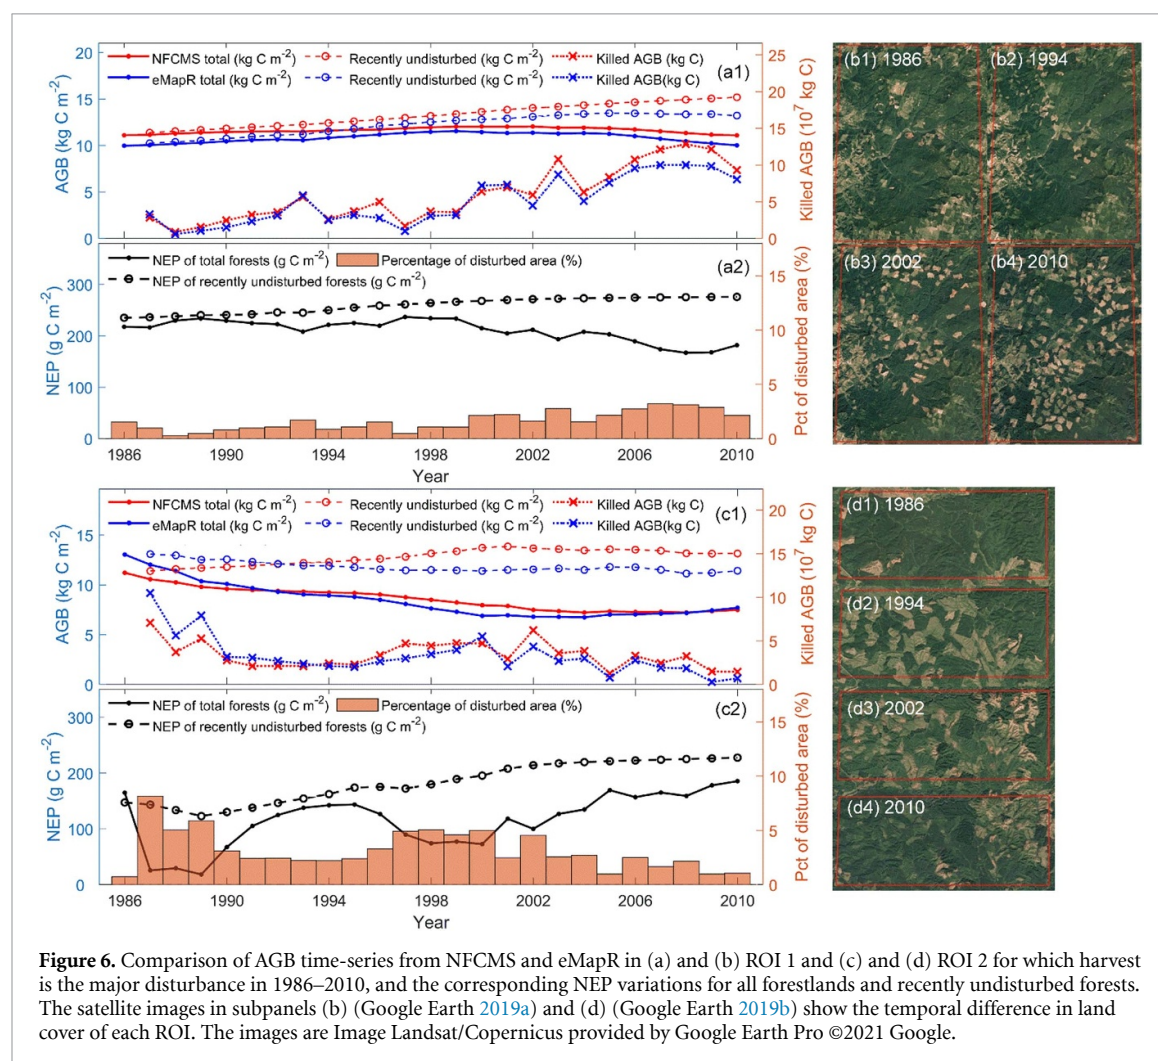 NFCMS total (kg C m⁻²)
Recently undisturbed (kg C m⁻²)
Killed AGB (kg C)
eMapR total (kg C m⁻²)
Recently undisturbed (kg C m⁻²)
Killed AGB(kg C)
(a1)
AGB (kg C m⁻²)
20
15
10
5
0
Killed AGB (10⁷ kg C)
25
20
15
10
5
0
NEP of total forests (g C m⁻²)
Percentage of disturbed area (%)
NEP of recently undisturbed forests (g C m⁻²)
(a2)
NEP (g C m⁻²)
300
200
100
0
Pct of disturbed area (%)
15
10
5
0
1986 1990 1994 1998 2002 2006 2010
Year
(b1) 1986
(b2) 1994
(b3) 2002
(b4) 2010
NFCMS total (kg C m⁻²)
Recently undisturbed (kg C m⁻²)
Killed AGB (kg C)
eMapR total (kg C m⁻²)
Recently undisturbed (kg C m⁻²)
Killed AGB(kg C)
(c1)
AGB (kg C m⁻²)
15
10
5
0
Killed AGB (10⁷ kg C)
20
15
10
5
0
NEP of total forests (g C m⁻²)
Percentage of disturbed area (%)
NEP of recently undisturbed forests (g C m⁻²)
(c2)
NEP (g C m⁻²)
300
200
100
0
Pct of disturbed area (%)
15
10
5
0
1986 1990 1994 1998 2002 2006 2010
Year
(d1) 1986
(d2) 1994
(d3) 2002
(d4) 2010
Figure 6. Comparison of AGB time-series from NFCMS and eMapR in (a) and (b) ROI 1 and (c) and (d) ROI 2 for which harvest
is the major disturbance in 1986–2010, and the corresponding NEP variations for all forestlands and recently undisturbed forests.
The satellite images in subpanels (b) (Google Earth 2019a) and (d) (Google Earth 2019b) show the temporal difference in land
cover of each ROI. The images are Image Landsat/Copernicus provided by Google Earth Pro ©2021 Google.